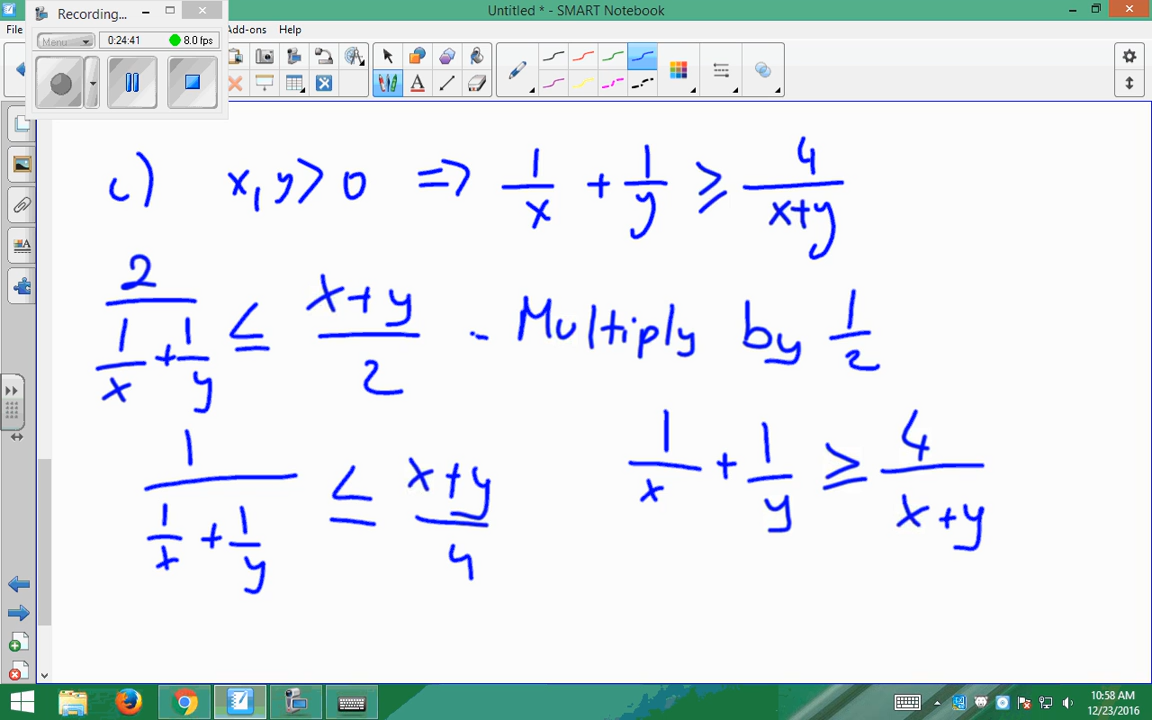 Recording...
Untitled * - SMART Notebook
File
Add-ons Help
Menu 0:24:41 8.0 fps
c) x, y > 0 => 1/x + 1/y ≥ 4/(x+y)
2/(1/x + 1/y) ≤ (x+y)/2 - Multiply by 1/2
1/(1/x + 1/y) ≤ (x+y)/4 1/x + 1/y ≥ 4/(x+y)
10:58 AM
12/23/2016